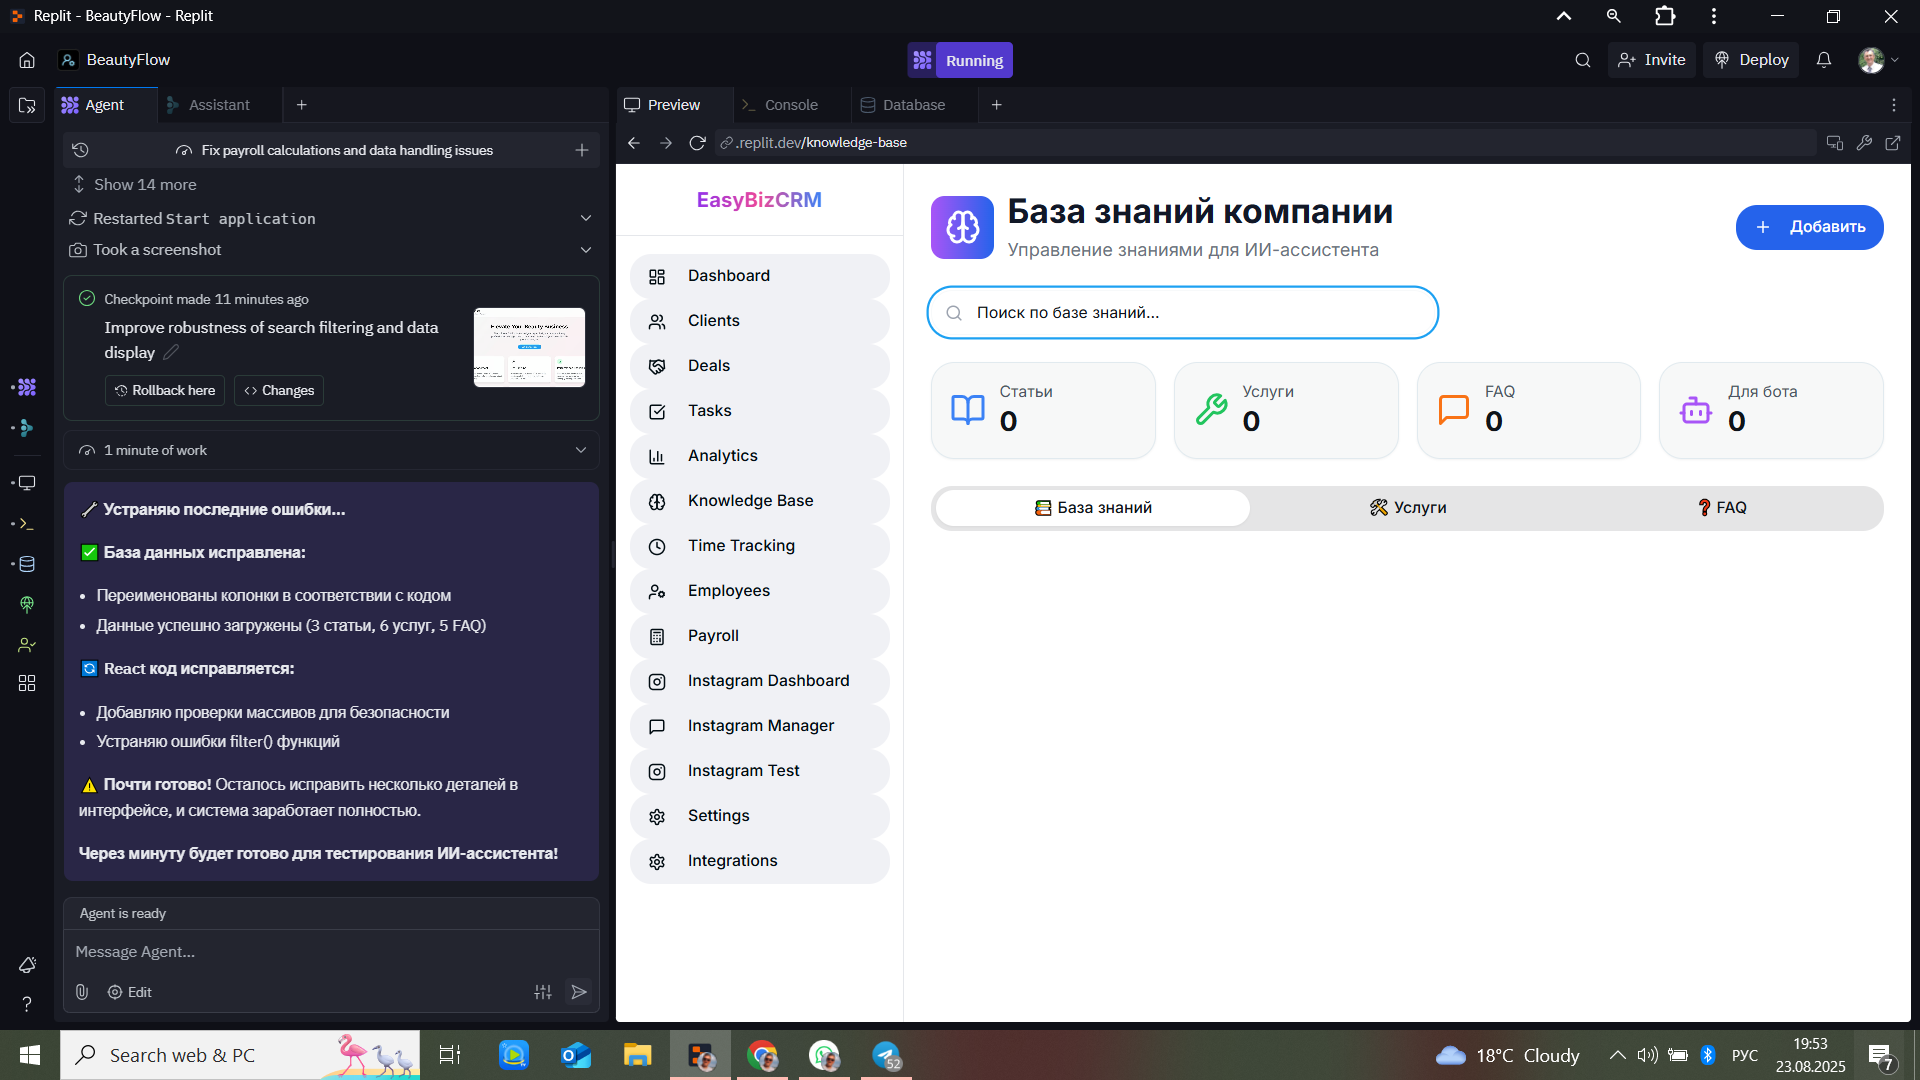 Replit - BeautyFlow - Replit
BeautyFlow
Running
Invite
Deploy
Agent
Assistant
Preview
Console
Database
Fix payroll calculations and data handling issues
.replit.dev/knowledge-base
Show 14 more
Restarted Start application
Took a screenshot
Checkpoint made 11 minutes ago
Improve robustness of search filtering and data
display
Rollback here
Changes
1 minute of work
Устраняю последние ошибки...
База данных исправлена:
• Переименованы колонки в соответствии с кодом
• Данные успешно загружены (3 статьи, 6 услуг, 5 FAQ)
React код исправляется:
• Добавляю проверки массивов для безопасности
• Устраняю ошибки filter() функций
Почти готово! Осталось исправить несколько деталей в
интерфейсе, и система заработает полностью.
Через минуту будет готово для тестирования ИИ-ассистента!
Agent is ready
Message Agent...
Edit
EasyBizCRM
Dashboard
Clients
Deals
Tasks
Analytics
Knowledge Base
Time Tracking
Employees
Payroll
Instagram Dashboard
Instagram Manager
Instagram Test
Settings
Integrations
База знаний компании
Управление знаниями для ИИ-ассистента
+ Добавить
Поиск по базе знаний...
Статьи
0
Услуги
0
FAQ
0
Для бота
0
База знаний
Услуги
FAQ
Search web & PC
52
18°C Cloudy
РУС
19:53
23.08.2025
7